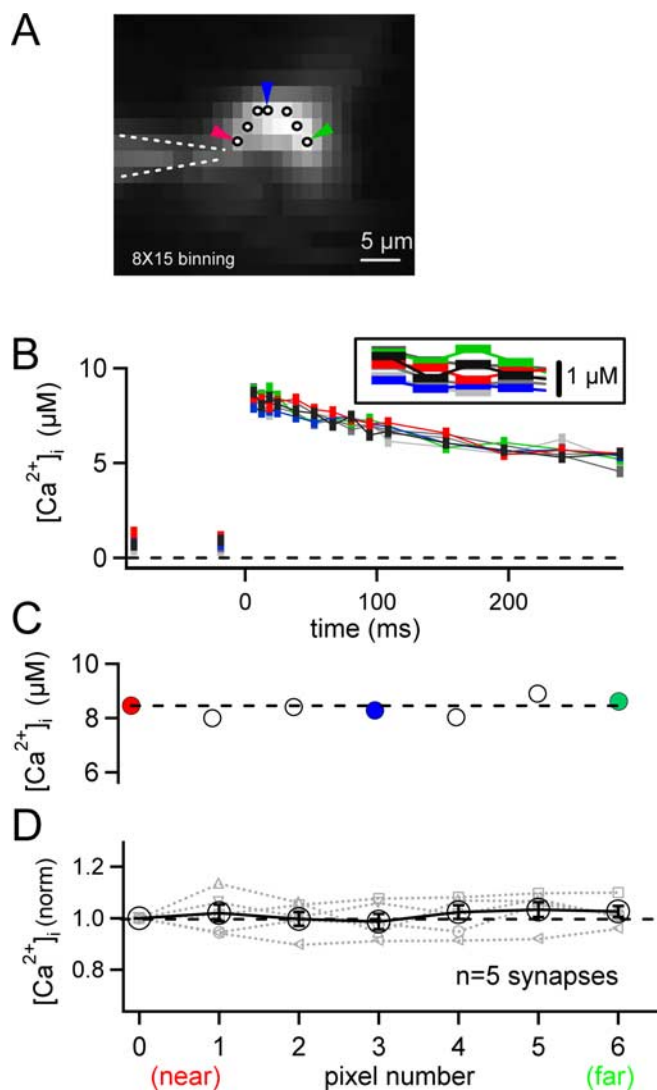 A
8X15 binning
5 µm
B
[Ca2+]i (µM)
10
5
0
1 µM
0
100
200
time (ms)
C
[Ca2+]i (µM)
10
8
6
D
[Ca2+]i (norm)
1.2
1.0
0.8
n=5 synapses
0
1
2
3
4
5
6
(near)
pixel number
(far)